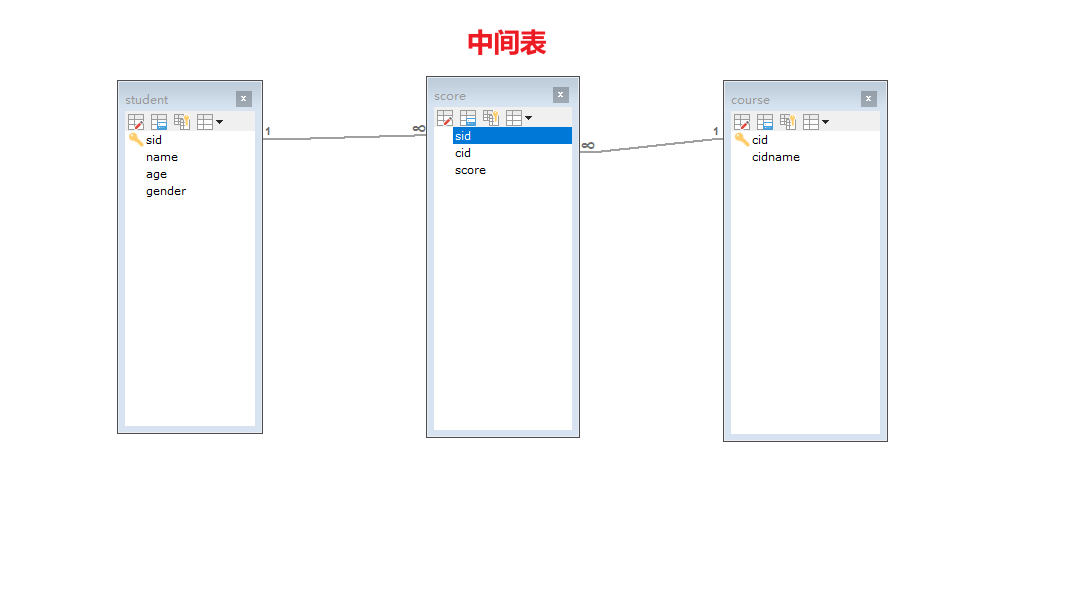 中间表
student
sid
name
age
gender
1
∞
score
sid
cid
score
∞
1
course
cid
cidname